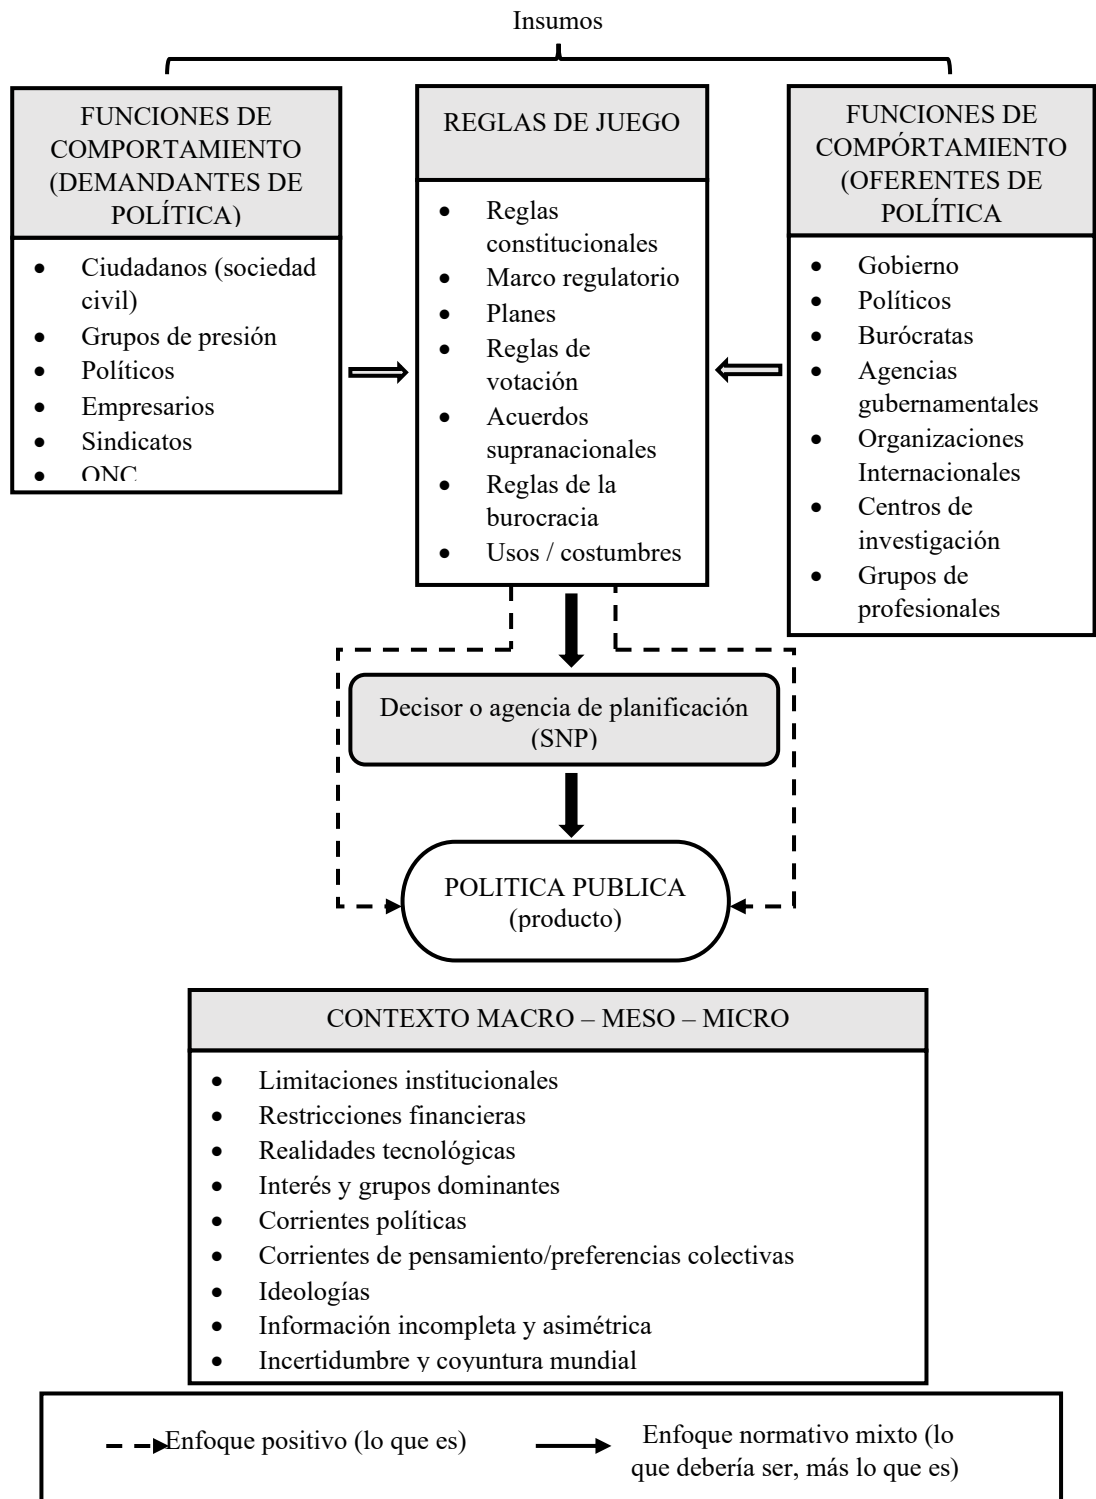 Insumos
FUNCIONES DE
COMPORTAMIENTO
(DEMANDANTES DE
POLÍTICA)
• Ciudadanos (sociedad
civil)
• Grupos de presión
• Políticos
• Empresarios
• Sindicatos
REGLAS DE JUEGO
• Reglas
constitucionales
• Marco regulatorio
• Planes
• Reglas de
votación
• Acuerdos
supranacionales
• Reglas de la
burocracia
• Usos / costumbres
FUNCIONES DE
COMPÓRTAMIENTO
(OFERENTES DE
POLÍTICA
• Gobierno
• Políticos
• Burócratas
• Agencias
gubernamentales
• Organizaciones
Internacionales
• Centros de
investigación
• Grupos de
profesionales
Decisor o agencia de planificación
(SNP)
POLITICA PUBLICA
(producto)
CONTEXTO MACRO – MESO – MICRO
• Limitaciones institucionales
• Restricciones financieras
• Realidades tecnológicas
• Interés y grupos dominantes
• Corrientes políticas
• Corrientes de pensamiento/preferencias colectivas
• Ideologías
• Información incompleta y asimétrica
• Incertidumbre y coyuntura mundial
Enfoque positivo (lo que es)
Enfoque normativo mixto (lo
que debería ser, más lo que es)